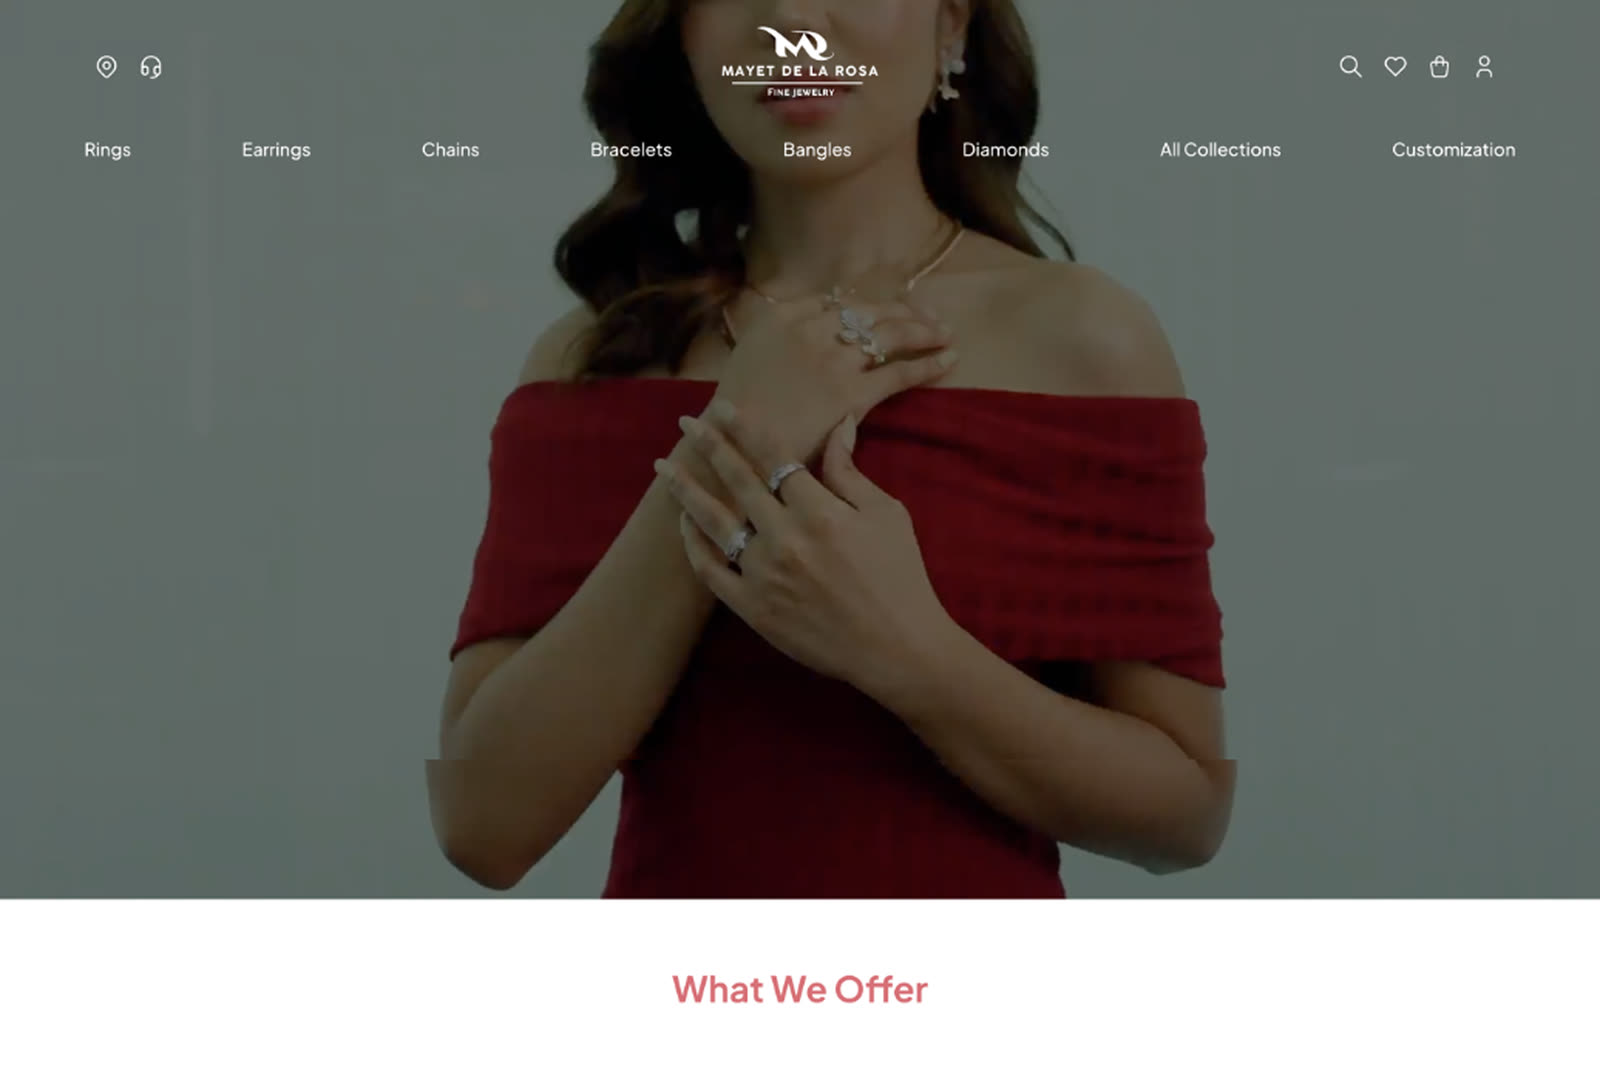 MAYET DE LA ROSA
FINE JEWELRY
Rings
Earrings
Chains
Bracelets
Bangles
Diamonds
All Collections
Customization
What We Offer